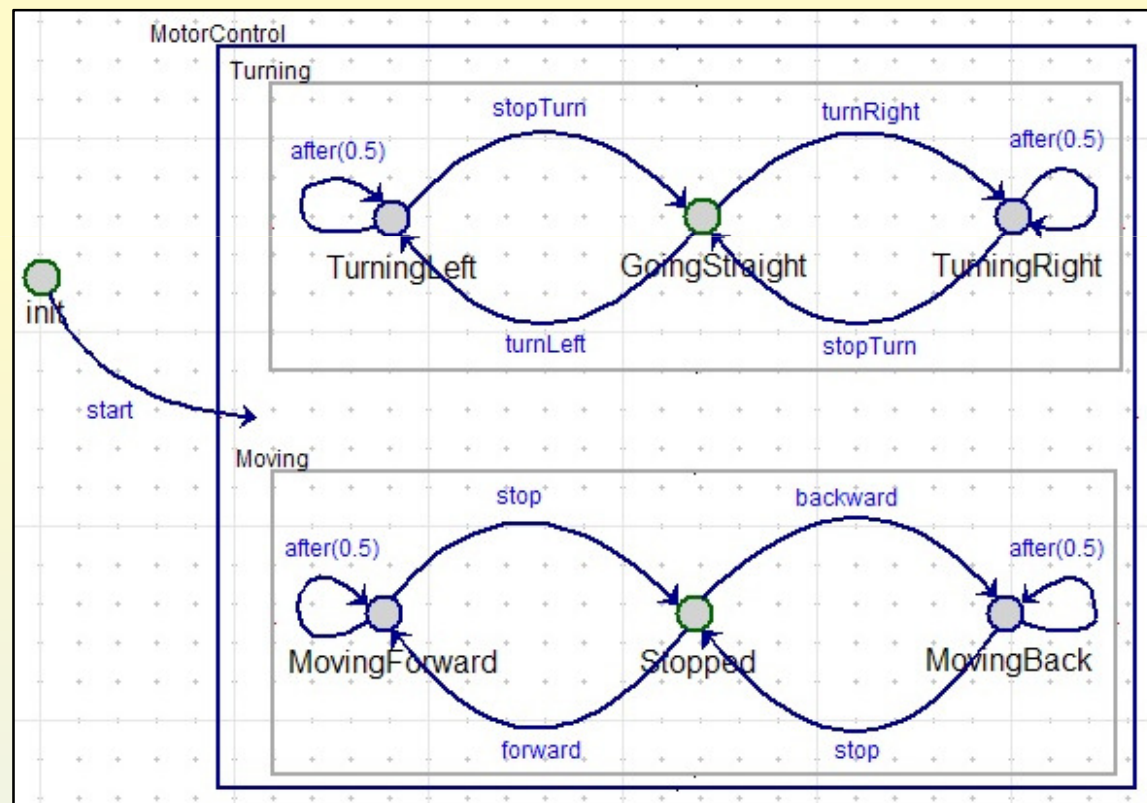 MotorControl
Turning
stopTurn
turnRight
after(0.5)
after(0.5)
TurningLeft
GoingStraight
TurningRight
init
turnLeft
stopTurn
start
Moving
stop
backward
after(0.5)
after(0.5)
MovingForward
Stopped
MovingBack
forward
stop